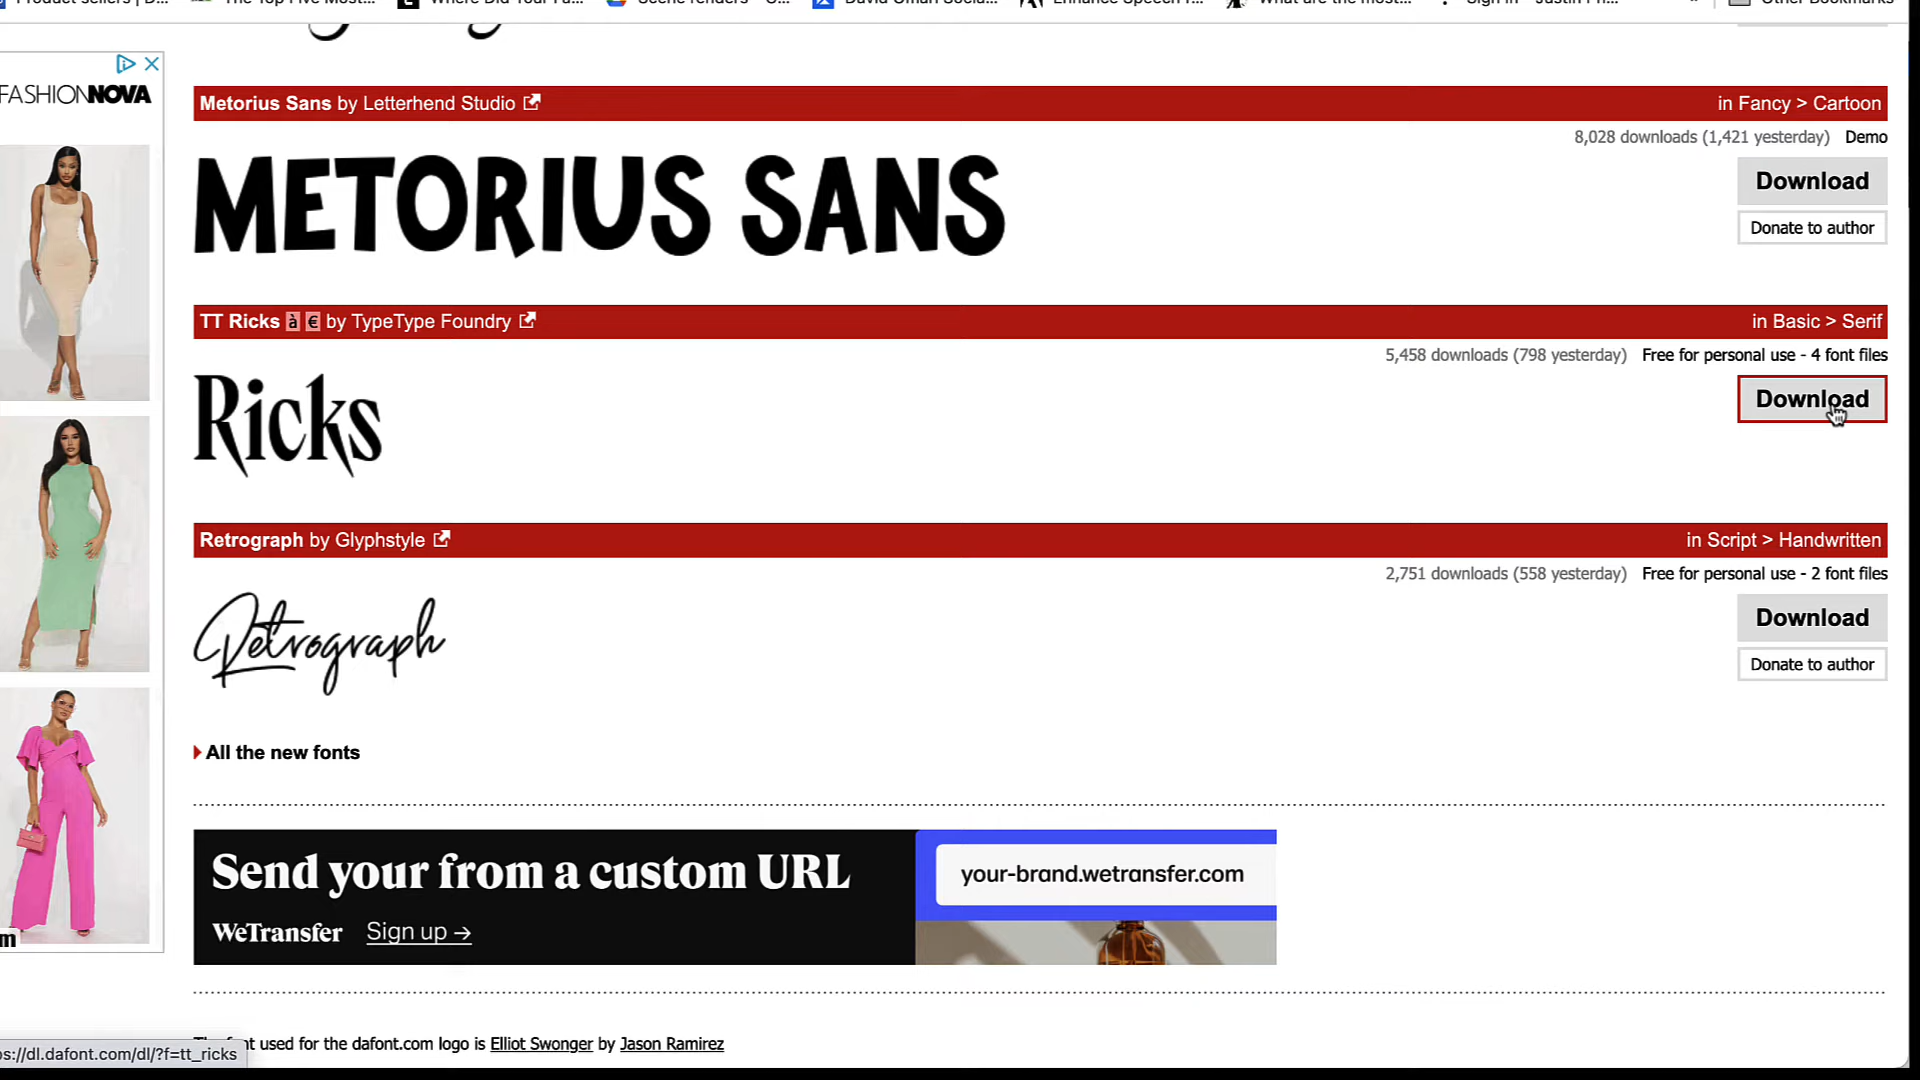 FASHIONNOVA
Metorius Sans by Letterhend Studio
in Fancy > Cartoon
8,028 downloads (1,421 yesterday) Demo
METORIUS SANS
Download
Donate to author
TT Ricks à € by TypeType Foundry
in Basic > Serif
5,458 downloads (798 yesterday) Free for personal use - 4 font files
Ricks
Download
Retrograph by Glyphstyle
in Script > Handwritten
2,751 downloads (558 yesterday) Free for personal use - 2 font files
Retrograph
Download
Donate to author
All the new fonts
Send your from a custom URL
your-brand.wetransfer.com
WeTransfer Sign up →
used for the dafont.com logo is Elliot Swonger by Jason Ramirez
s://dl.dafont.com/dl/?f=tt_ricks